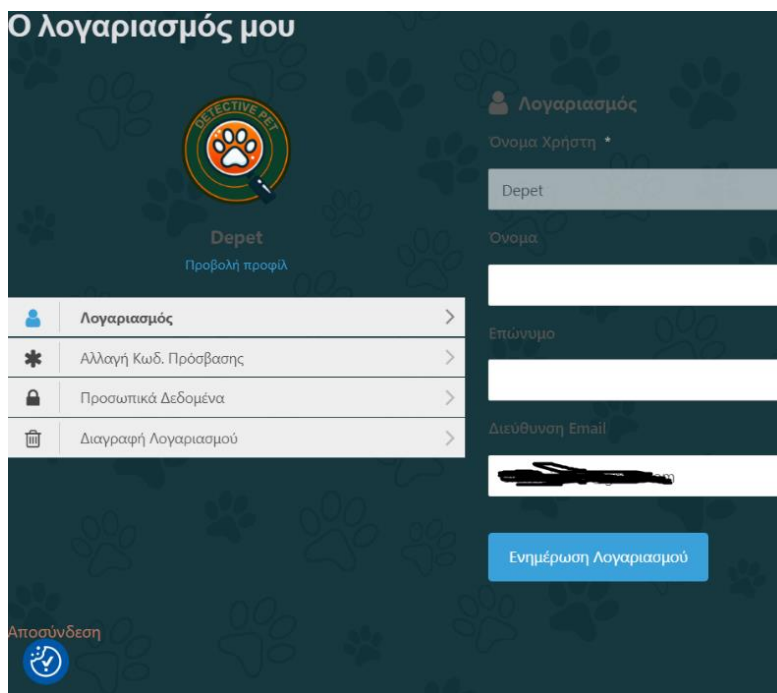 Ο λογαριασμός μου
DETECTIVE PET
Depet
Προβολή προφίλ
Λογαριασμός
Αλλαγή Κωδ. Πρόσβασης
Προσωπικά Δεδομένα
Διαγραφή Λογαριασμού
Λογαριασμός
Όνομα Χρήστη *
Depet
Όνομα
Επώνυμο
Διεύθυνση Email
Ενημέρωση Λογαριασμού
Αποσύνδεση